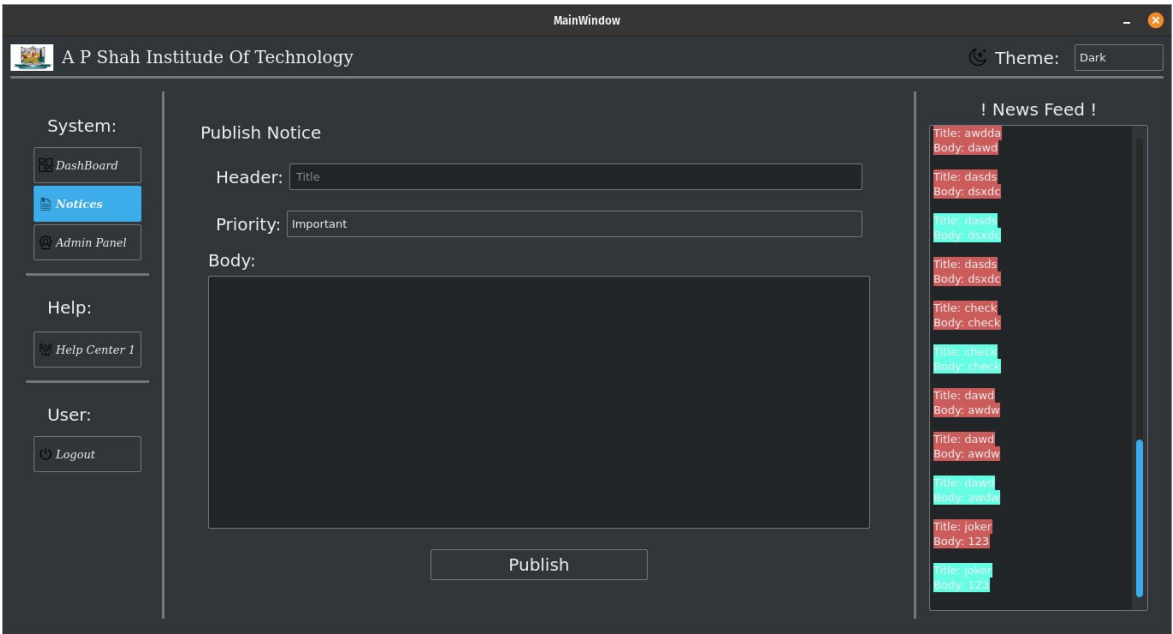 MainWindow
A P Shah Institude Of Technology
Theme:
Dark
System:
DashBoard
Notices
Admin Panel
Help:
Help Center 1
User:
Logout
Publish Notice
Header:
Title
Priority:
Important
Body:
Publish
! News Feed !
Title: awdda
Body: dawd
Title: dasds
Body: dsxdc
Title: dasds
Body: dsxdc
Title: dasds
Body: dsxdc
Title: check
Body: check
Title: check
Body: check
Title: dawd
Body: awdw
Title: dawd
Body: awdw
Title: dawd
Body: awdw
Title: joker
Body: 123
Title: joker
Body: 123